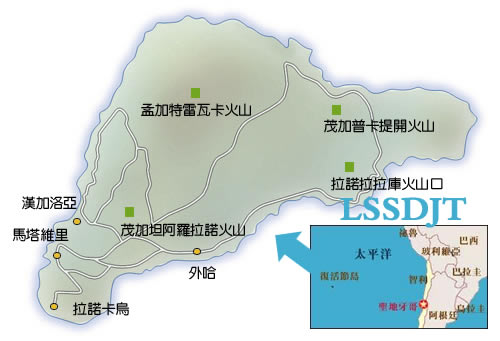 孟加特雷瓦卡火山
茂加普卡提開火山
拉諾拉拉庫火山口
漢加洛亞
LSSDJT
馬塔維里
茂加坦阿羅拉諾火山
外哈
拉諾卡烏
太平洋
祕魯
巴西
玻利維亞
復活節島
智利
巴拉圭
聖地牙哥
阿根廷
烏拉圭